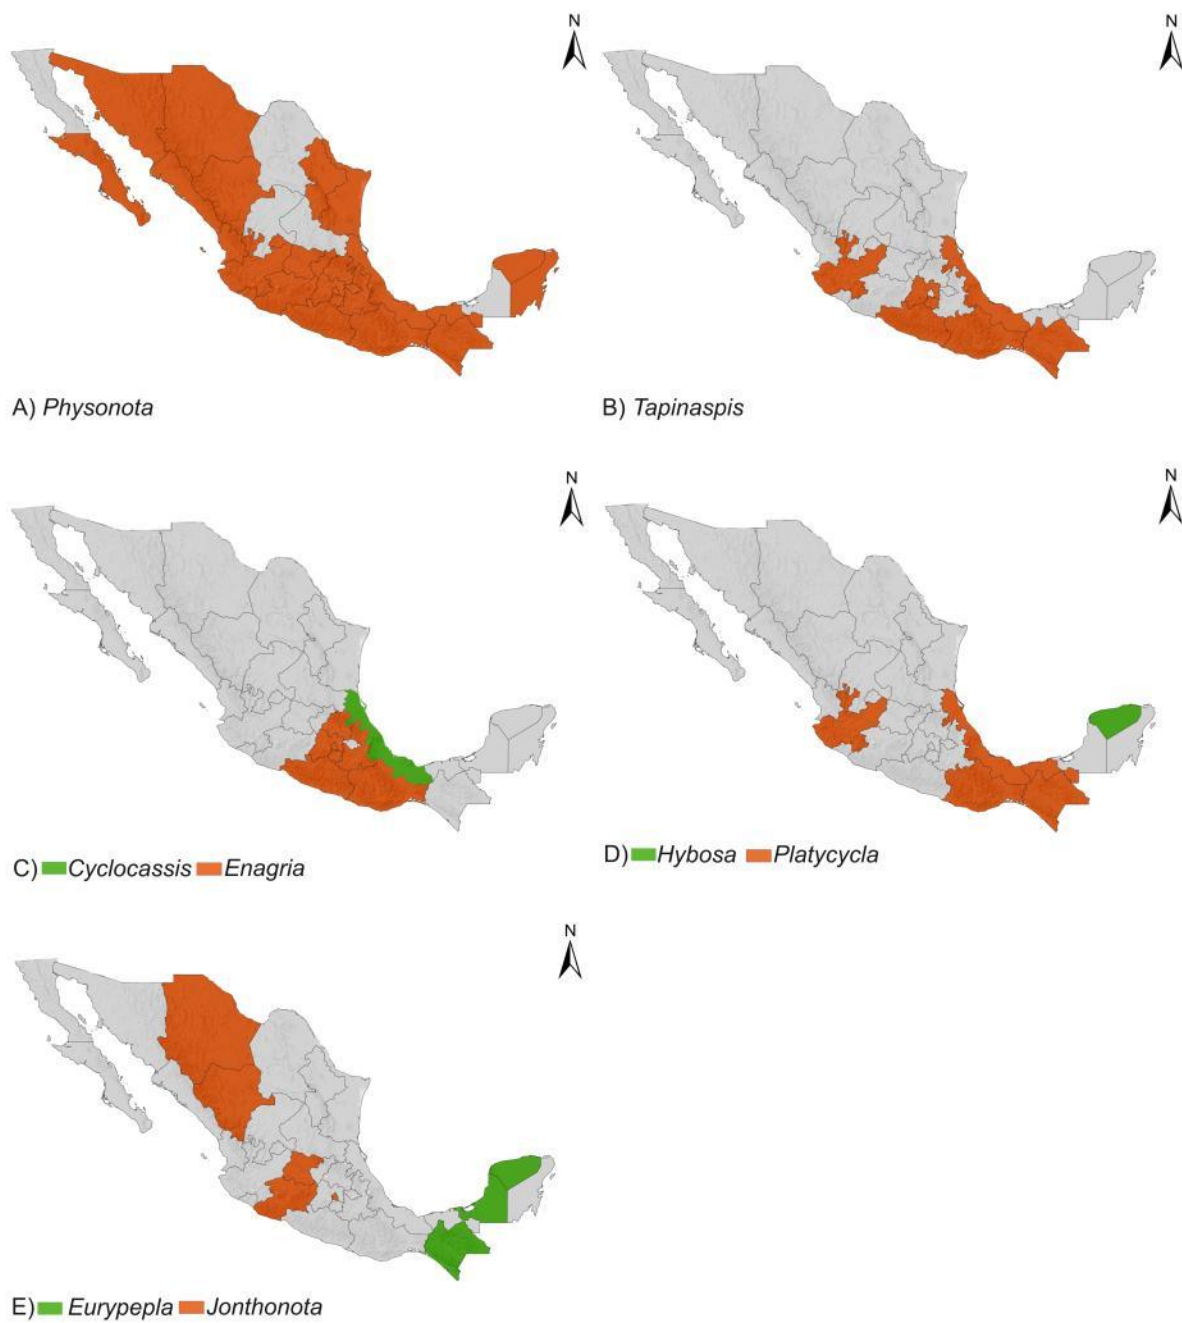 N
N
A) Physonota
B) Tapinaspis
N
N
C) Cyclocassis Enagria
D) Hybosa Platycycla
N
E) Eurypepla Jonthonota